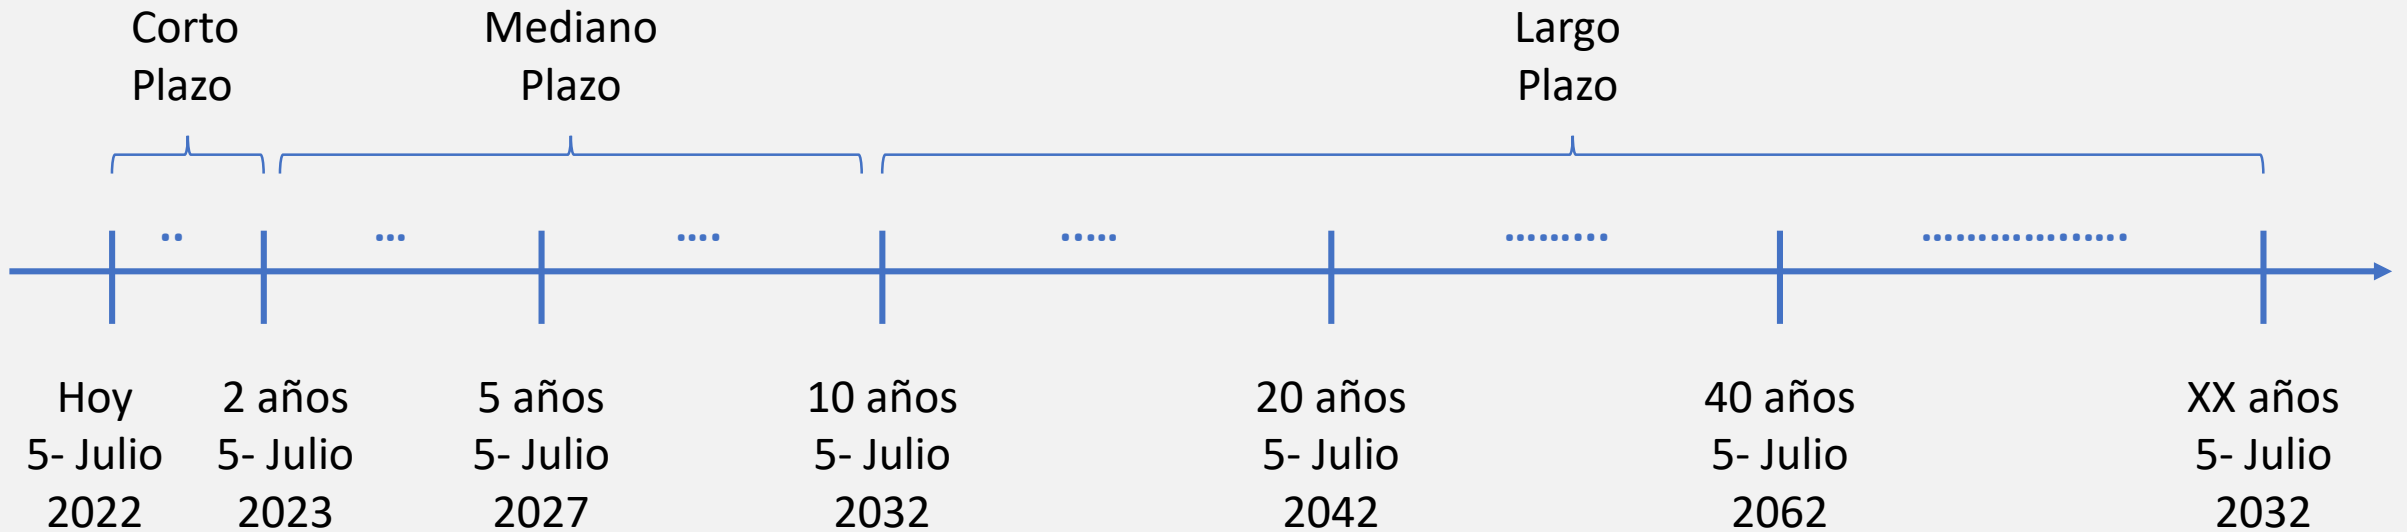 Corto
Plazo
Mediano
Plazo
Largo
Plazo
Hoy
5- Julio
2022
2 años
5- Julio
2023
5 años
5- Julio
2027
10 años
5- Julio
2032
20 años
5- Julio
2042
40 años
5- Julio
2062
XX años
5- Julio
2032